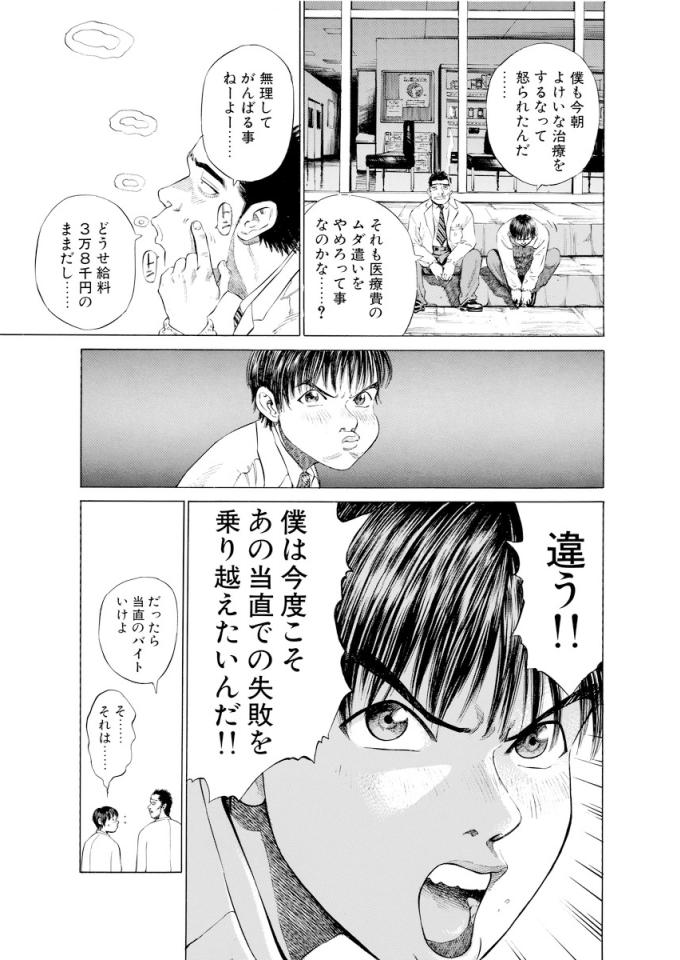 僕も今朝
よけいな治療を
するなって
怒られたんだ
……
それも医療費の
ムダ遣いを
やめろって事
なのかな……?
無理して
がんばる事
ねーよー……
トン
トン
どうせ給料
3万8千円の
ままだし……
違う!!
僕は今度こそ
あの当直での失敗を
乗り越えたいんだ!!
だったら
当直のバイト
いけよ
そ……
それは……